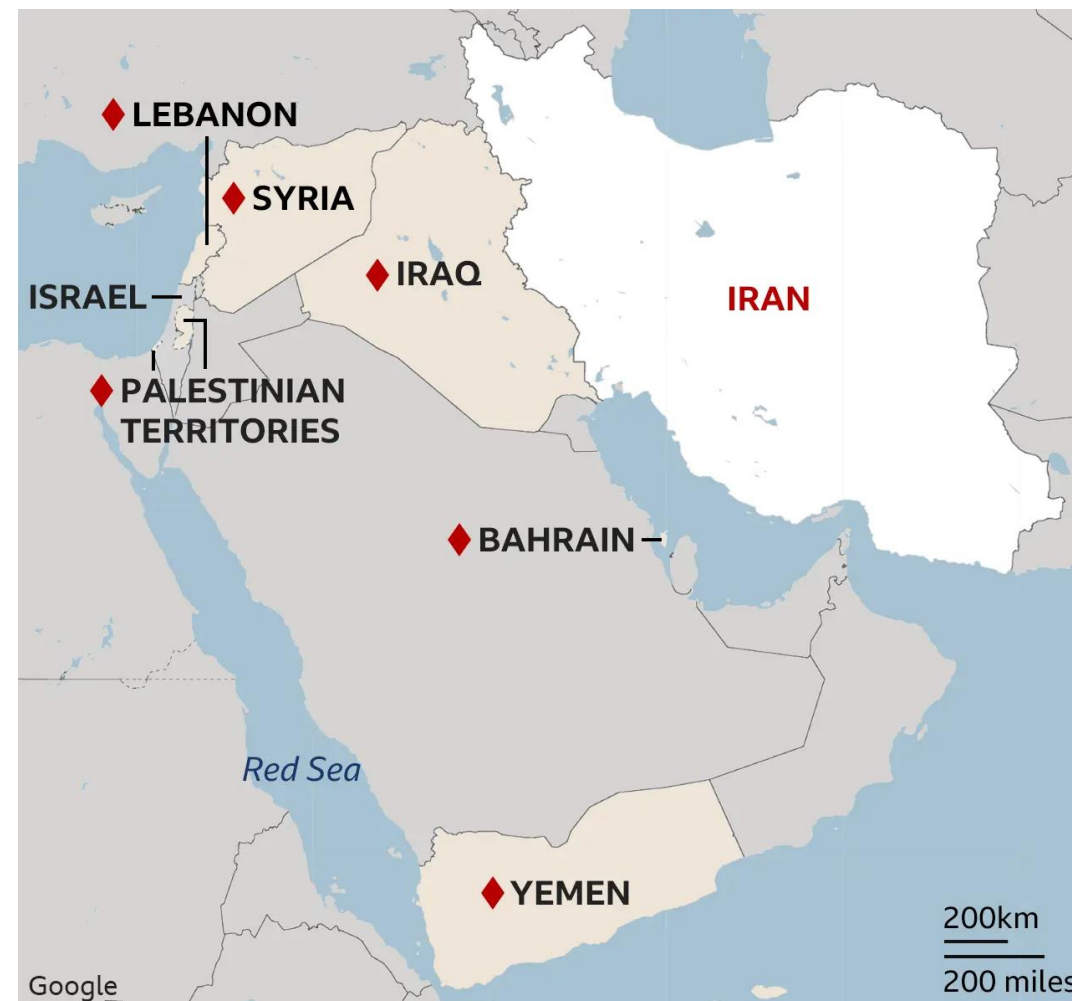 LEBANON
SYRIA
IRAQ
ISRAEL
IRAN
PALESTINIAN
TERRITORIES
BAHRAIN
Red Sea
YEMEN
200km
200 miles
Google